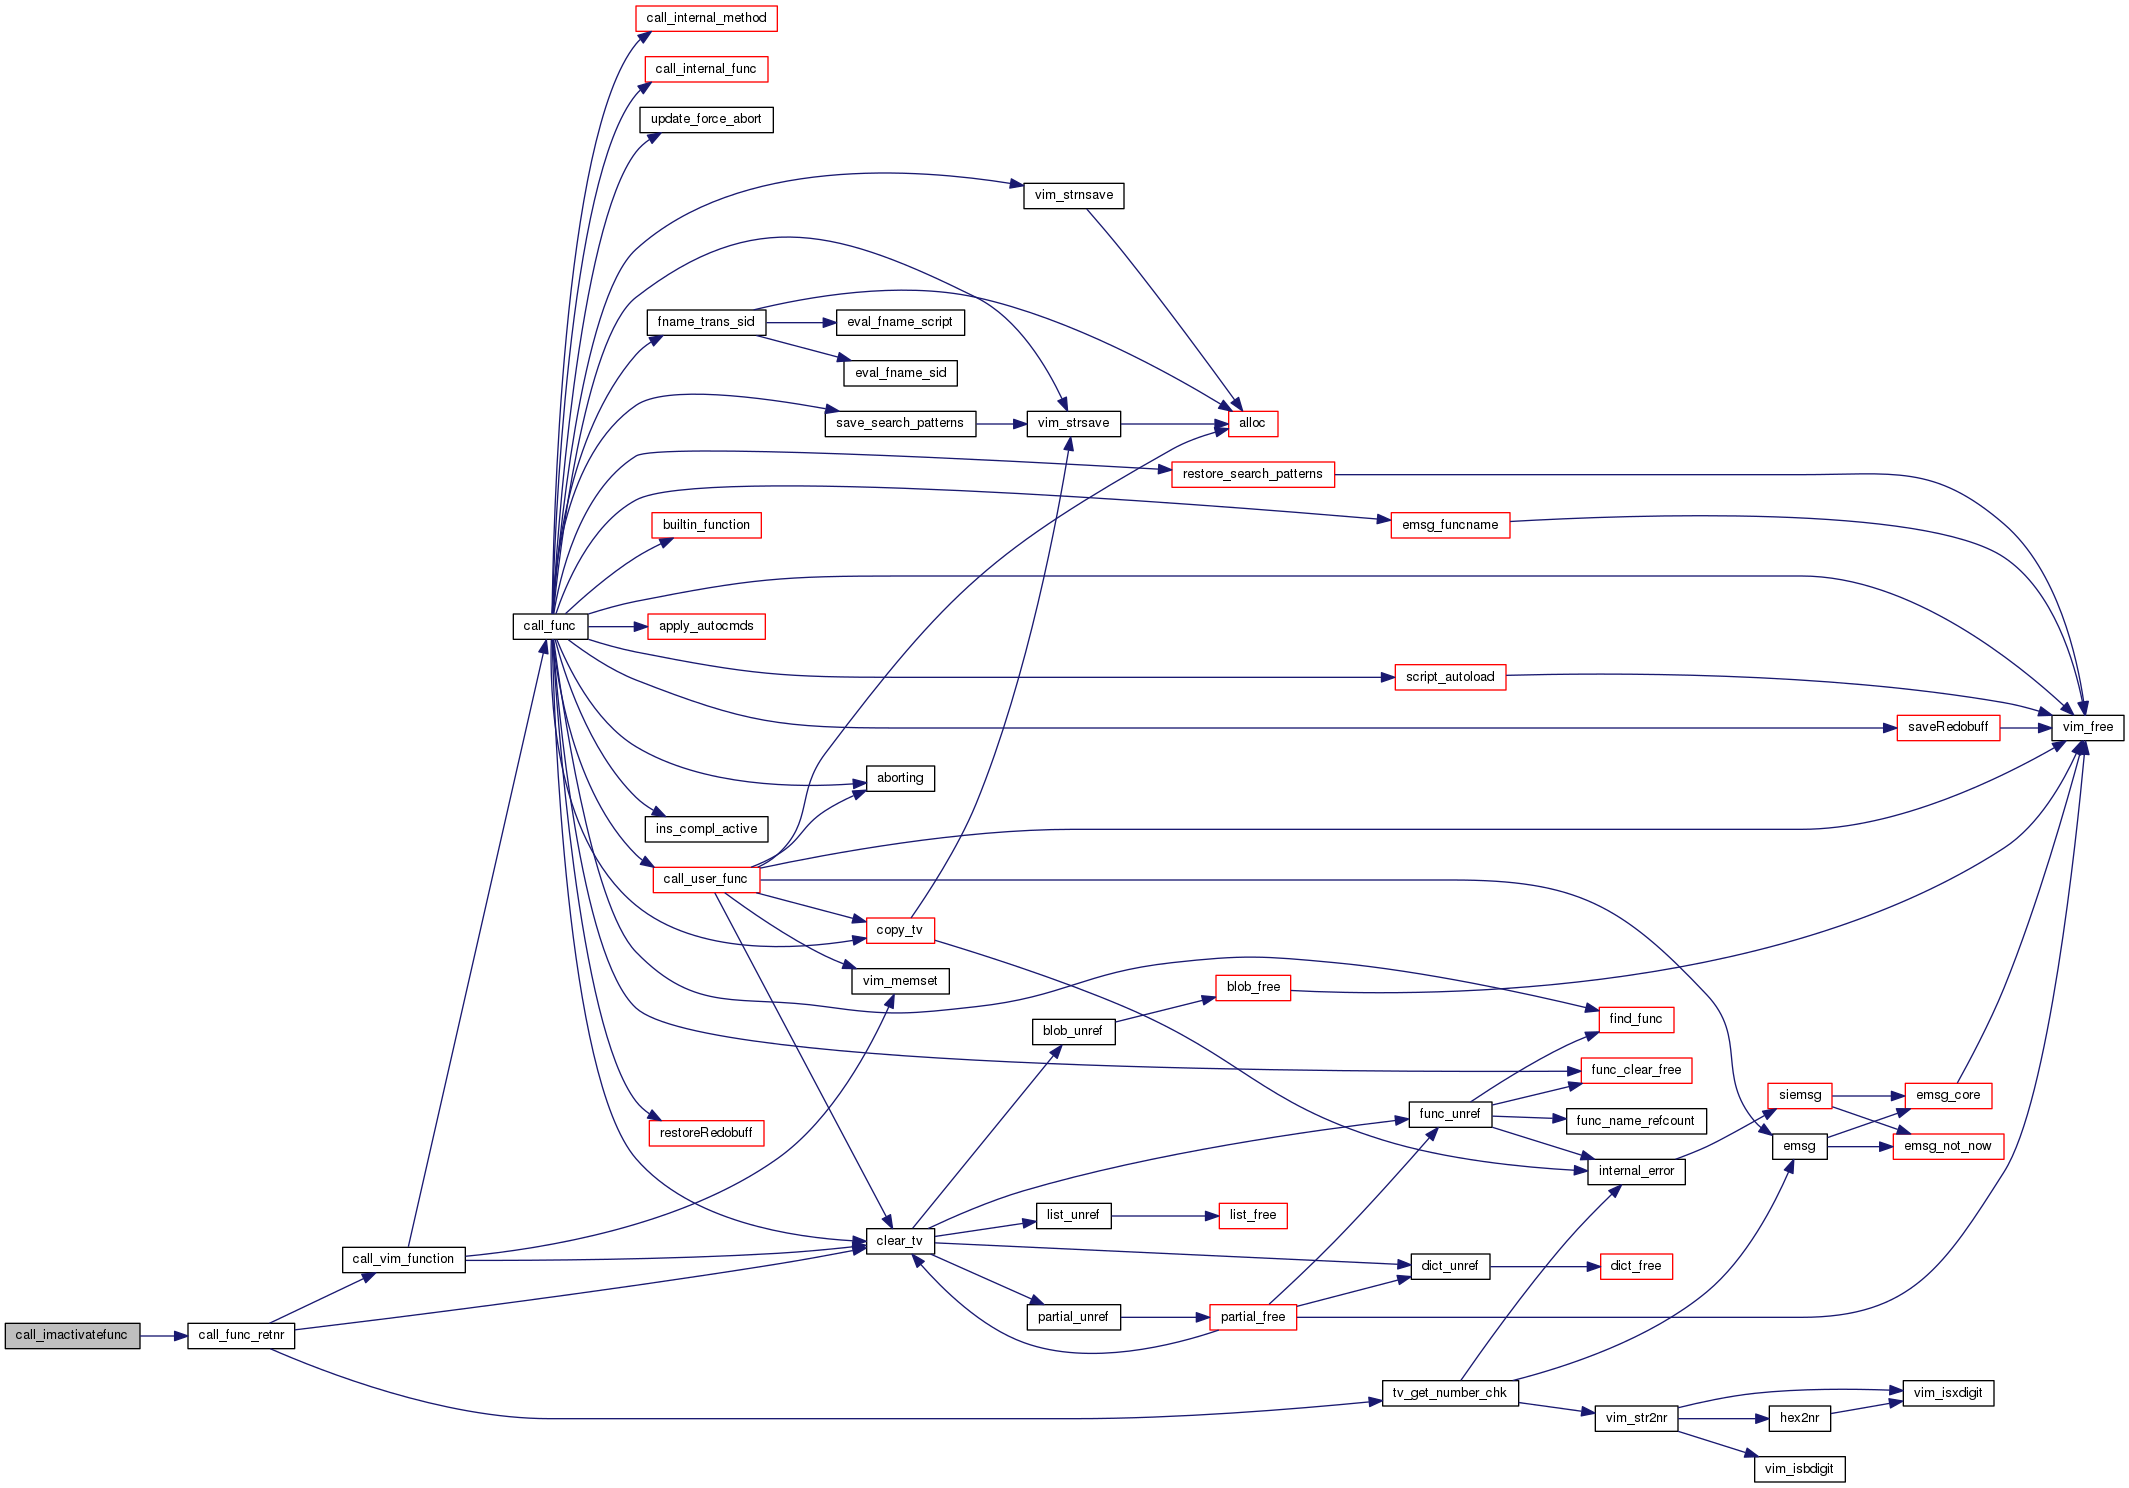 call_internal_method
call_internal_func
update_force_abort
vim_strnsave
fname_trans_sid
eval_fname_script
eval_fname_sid
save_search_patterns
vim_strsave
alloc
restore_search_patterns
builtin_function
emsg_funcname
call_func
apply_autocmds
script_autoload
saveRedobuff
vim_free
aborting
ins_compl_active
call_user_func
copy_tv
vim_memset
blob_free
blob_unref
find_func
func_clear_free
siemsg
emsg_core
func_unref
func_name_refcount
restoreRedobuff
emsg
emsg_not_now
internal_error
list_unref
list_free
clear_tv
call_vim_function
dict_unref
dict_free
partial_unref
partial_free
call_imactivatefunc
call_func_retnr
tv_get_number_chk
vim_isxdigit
vim_str2nr
hex2nr
vim_isbdigit